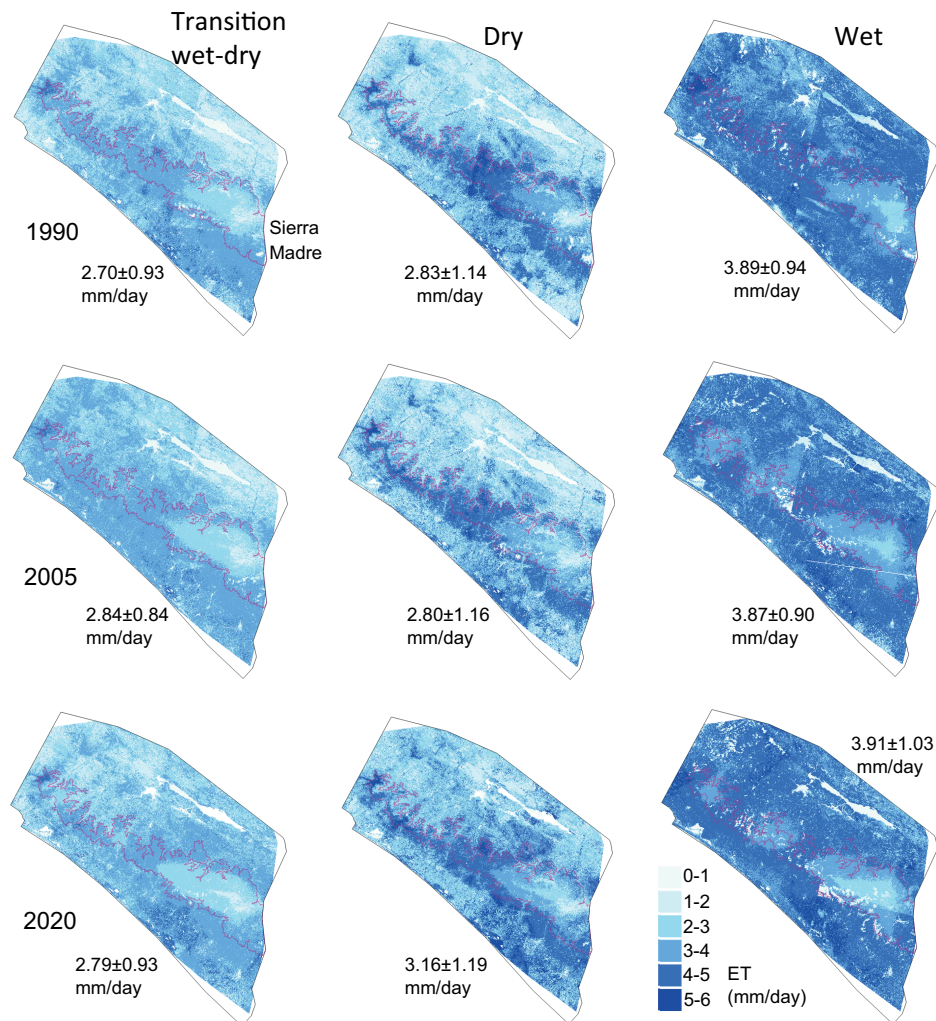 Transition
wet-dry
Dry
Wet
1990
Sierra
Madre
2.70±0.93
mm/day
2.83±1.14
mm/day
3.89±0.94
mm/day
2005
2.84±0.84
mm/day
2.80±1.16
mm/day
3.87±0.90
mm/day
2020
2.79±0.93
mm/day
3.16±1.19
mm/day
3.91±1.03
mm/day
0-1
1-2
2-3
3-4
4-5
5-6
ET
(mm/day)